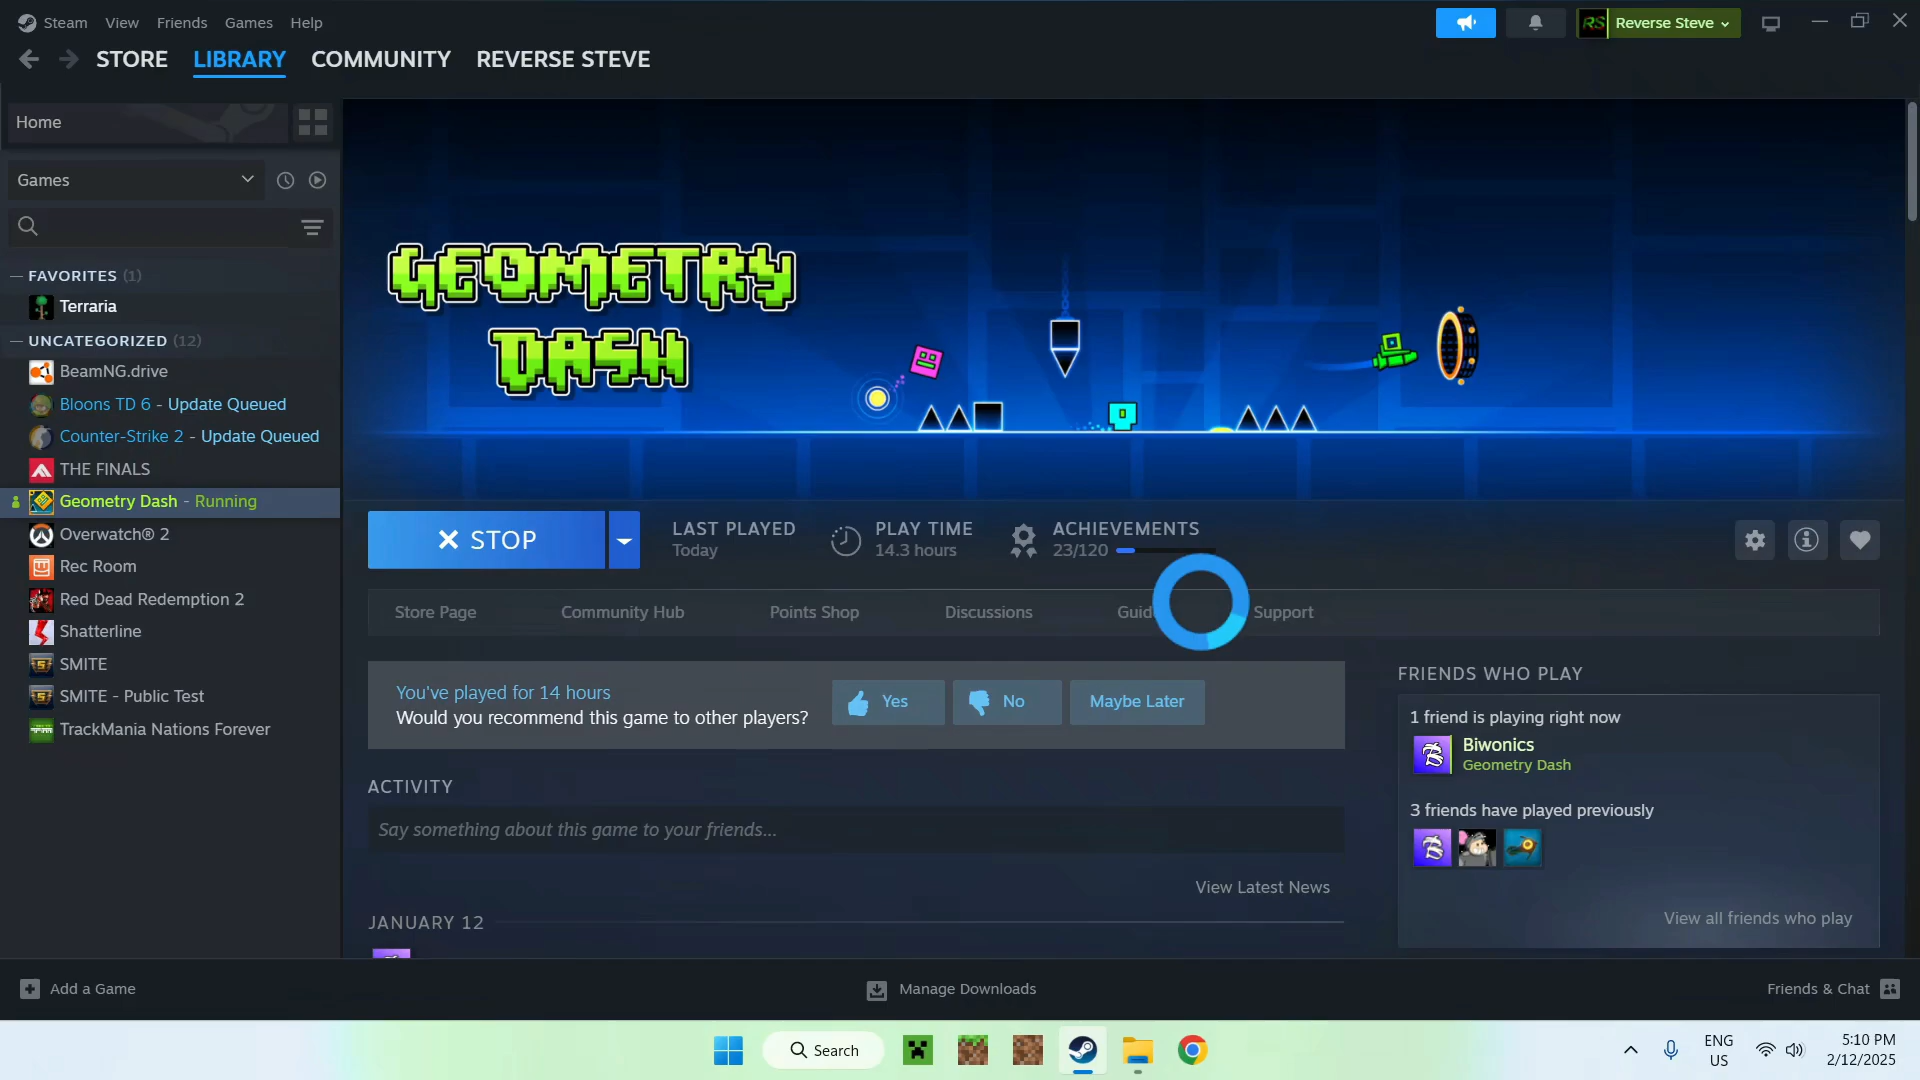 Steam View Friends Games Help
RS Reverse Steve
STORE LIBRARY COMMUNITY REVERSE STEVE
Home
Games
FAVORITES (1)
Terraria
UNCATEGORIZED (12)
BeamNG.drive
Bloons TD 6 - Update Queued
Counter-Strike 2 - Update Queued
THE FINALS
Geometry Dash - Running
Overwatch® 2
Rec Room
Red Dead Redemption 2
Shatterline
SMITE
SMITE - Public Test
TrackMania Nations Forever
GEOMETRY
DASH
STOP
LAST PLAYED
Today
PLAY TIME
14.3 hours
ACHIEVEMENTS
23/120
Store Page Community Hub Points Shop Discussions Guid Support
You've played for 14 hours
Would you recommend this game to other players?
Yes No Maybe Later
ACTIVITY
Say something about this game to your friends...
View Latest News
JANUARY 12
FRIENDS WHO PLAY
1 friend is playing right now
Biwonics
Geometry Dash
3 friends have played previously
View all friends who play
Add a Game
Manage Downloads
Friends & Chat
Search
ENG
US
5:10 PM
2/12/2025